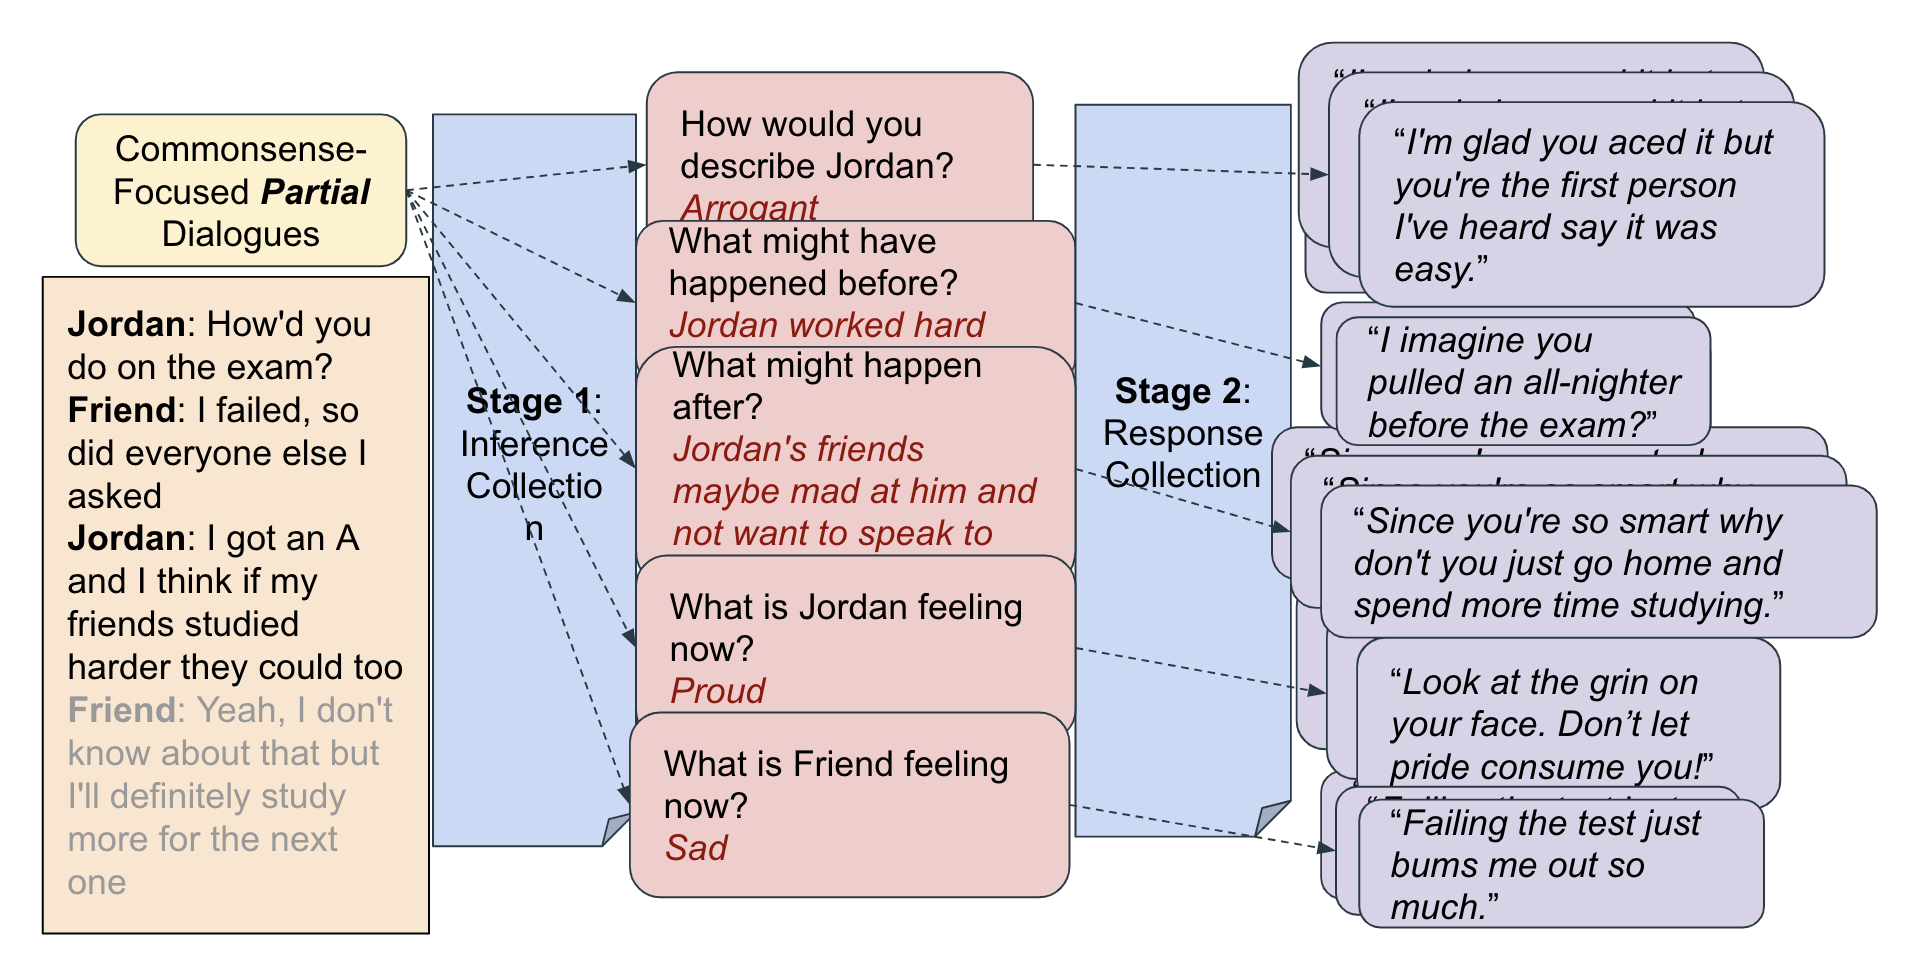 Commonsense-
Focused Partial
Dialogues
Jordan: How'd you
do on the exam?
Friend: I failed, so
did everyone else I
asked
Jordan: I got an A
and I think if my
friends studied
harder they could too
Friend: Yeah, I don't
know about that but
I'll definitely study
more for the next
one
Stage 1:
Inference
Collectio
n
How would you
describe Jordan?
Arrogant
What might have
happened before?
Jordan worked hard
What might happen
after?
Jordan's friends
maybe mad at him and
not want to speak to
What is Jordan feeling
now?
Proud
What is Friend feeling
now?
Sad
Stage 2:
Response
Collection
“I'm glad you aced it but
you're the first person
I've heard say it was
easy.”
“I imagine you
pulled an all-nighter
before the exam?”
“Since you're so smart why
“Since you're so smart why
don't you just go home and
spend more time studying.”
“Look at the grin on
your face. Don’t let
pride consume you!”
“Failing the test just
bums me out so
much.”